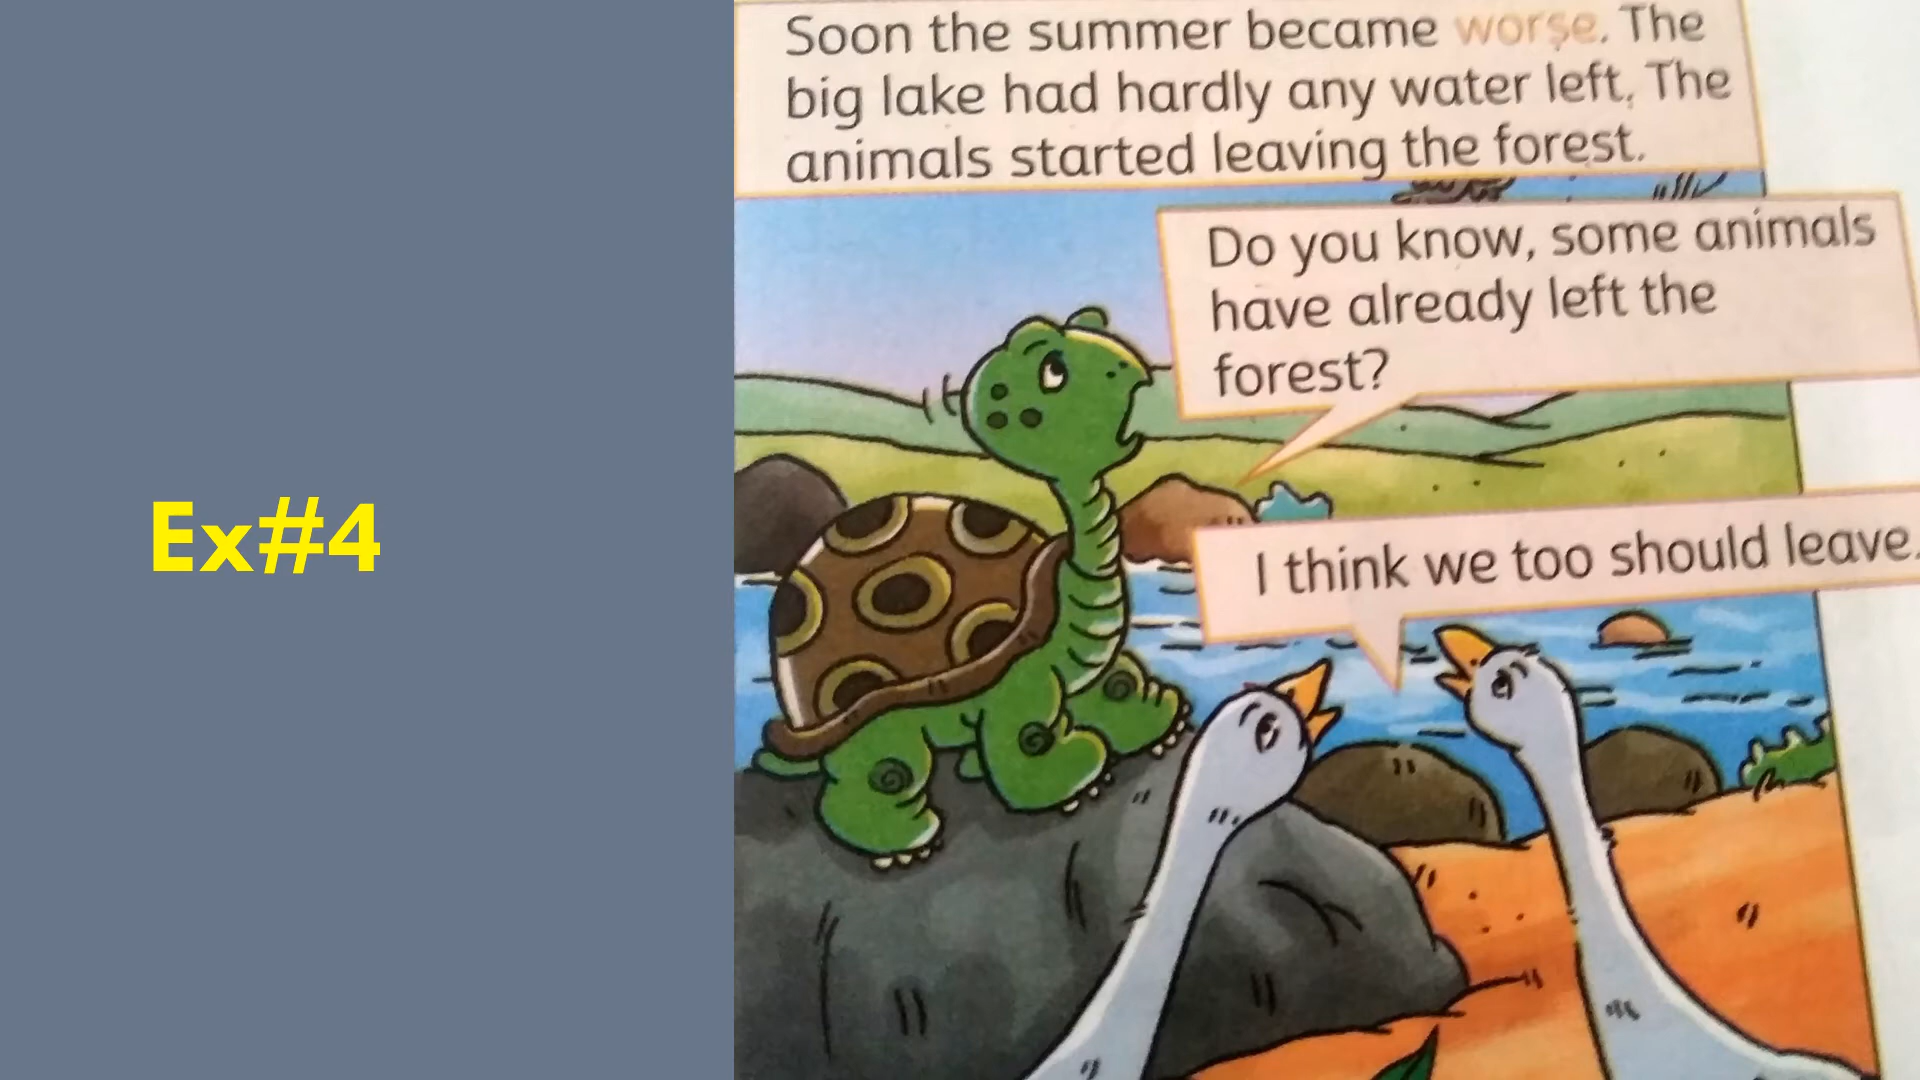 Ex#4
Soon the summer became worse. The
big lake had hardly any water left. The
animals started leaving the forest.
Do you know, some animals
have already left the
forest?
I think we too should leave.